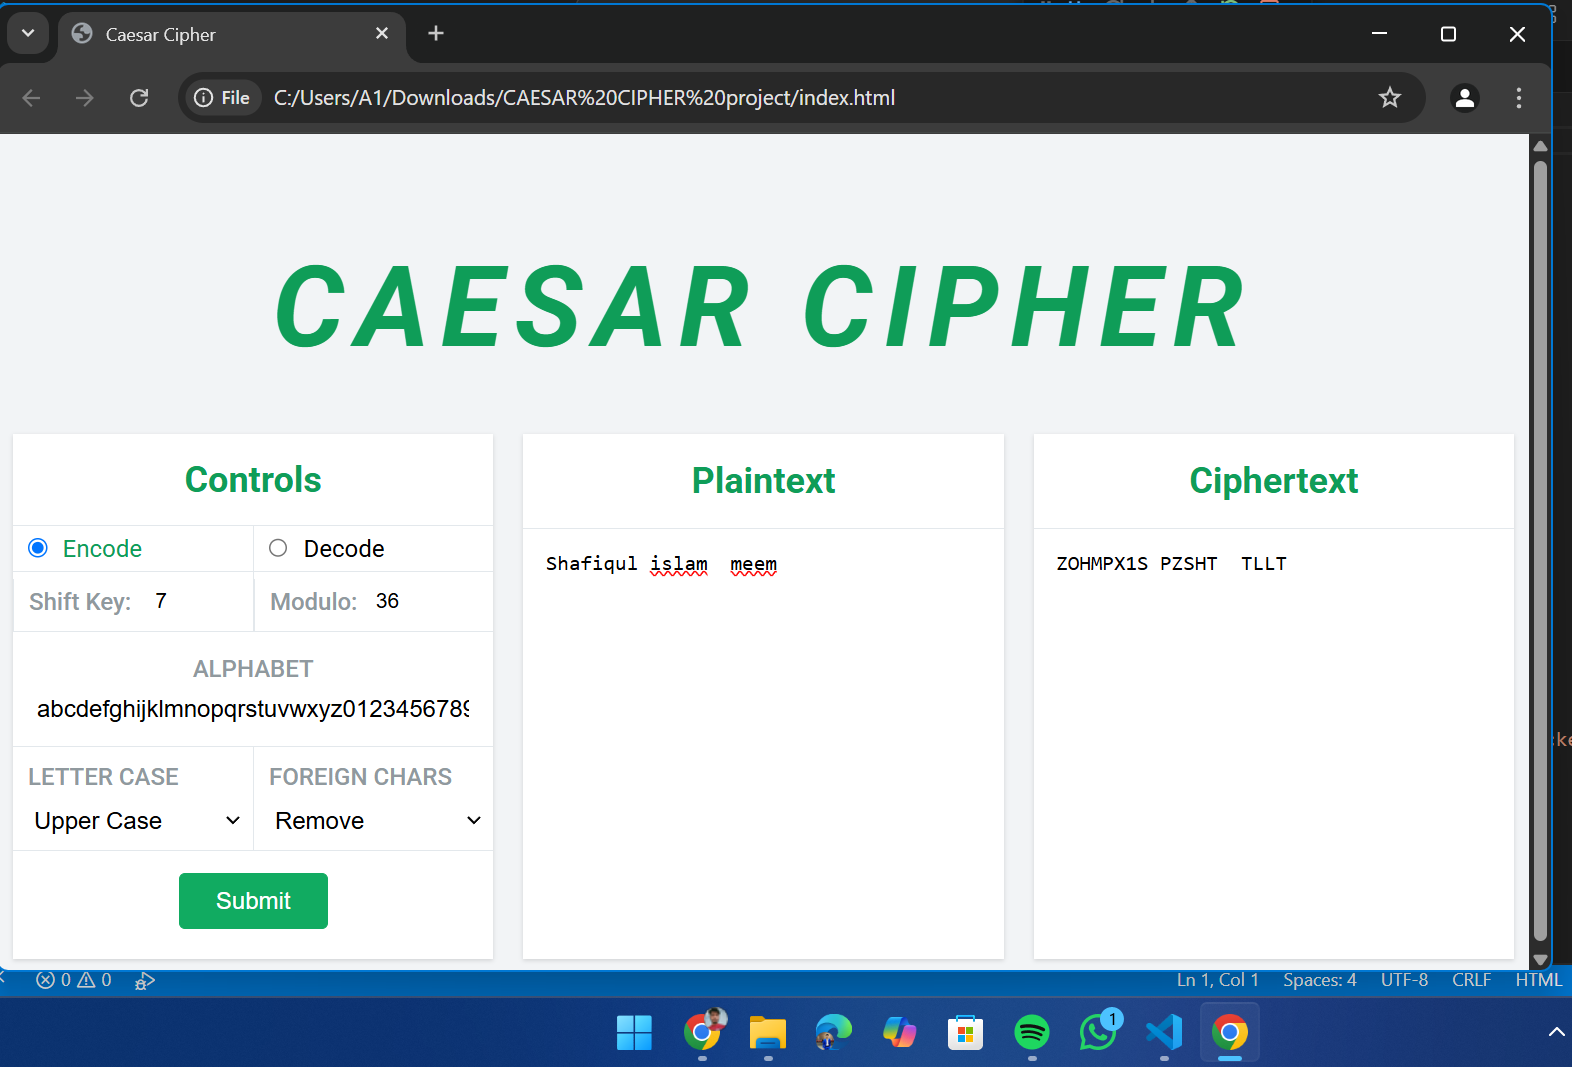 Caesar Cipher
File C:/Users/A1/Downloads/CAESAR%20CIPHER%20project/index.html
CAESAR CIPHER
Controls
Encode Decode
Shift Key: 7 Modulo: 36
ALPHABET
abcdefghijklmnopqrstuvwxyz0123456789
LETTER CASE FOREIGN CHARS
Upper Case Remove
Submit
Plaintext
Shafiqul islam  meem
Ciphertext
ZOHMPX1S PZSHT  TLLT
ke
0 0 Ln 1, Col 1 Spaces: 4 UTF-8 CRLF HTML
1